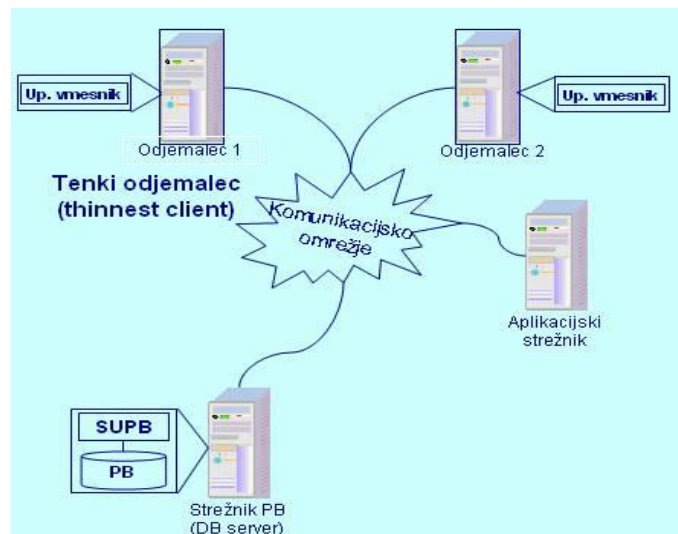 Up. vmesnik
Up. vmesnik
Odjemalec 1
Odjemalec 2
Tenki odjemalec
(thinnest client)
Komunikacijsko
omrežje
Aplikacijski
strežnik
SUPB
PB
Strežnik PB
(DB server)